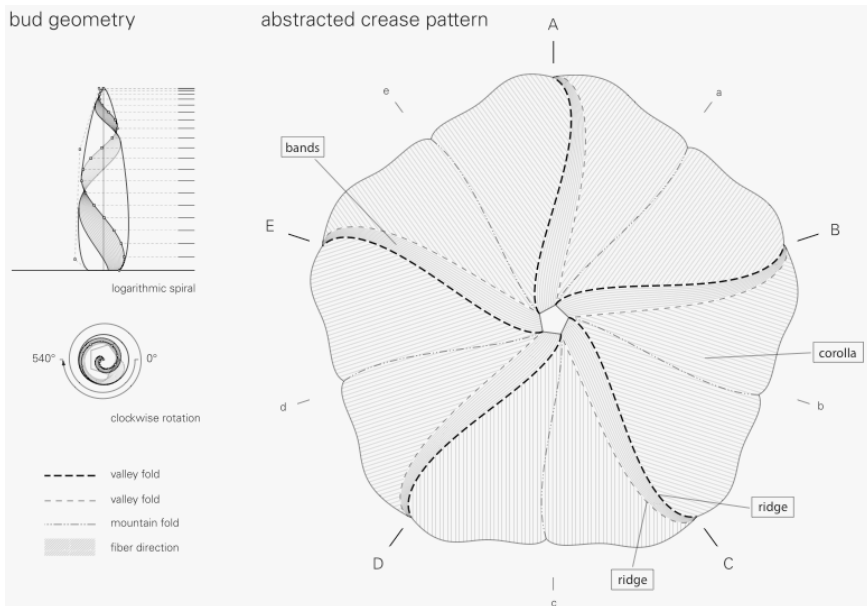 bud geometry
abstracted crease pattern
A
e
a
bands
E
B
logarithmic spiral
540°
0°
corolla
clockwise rotation
d
b
valley fold
valley fold
ridge
mountain fold
fiber direction
D
C
ridge
c